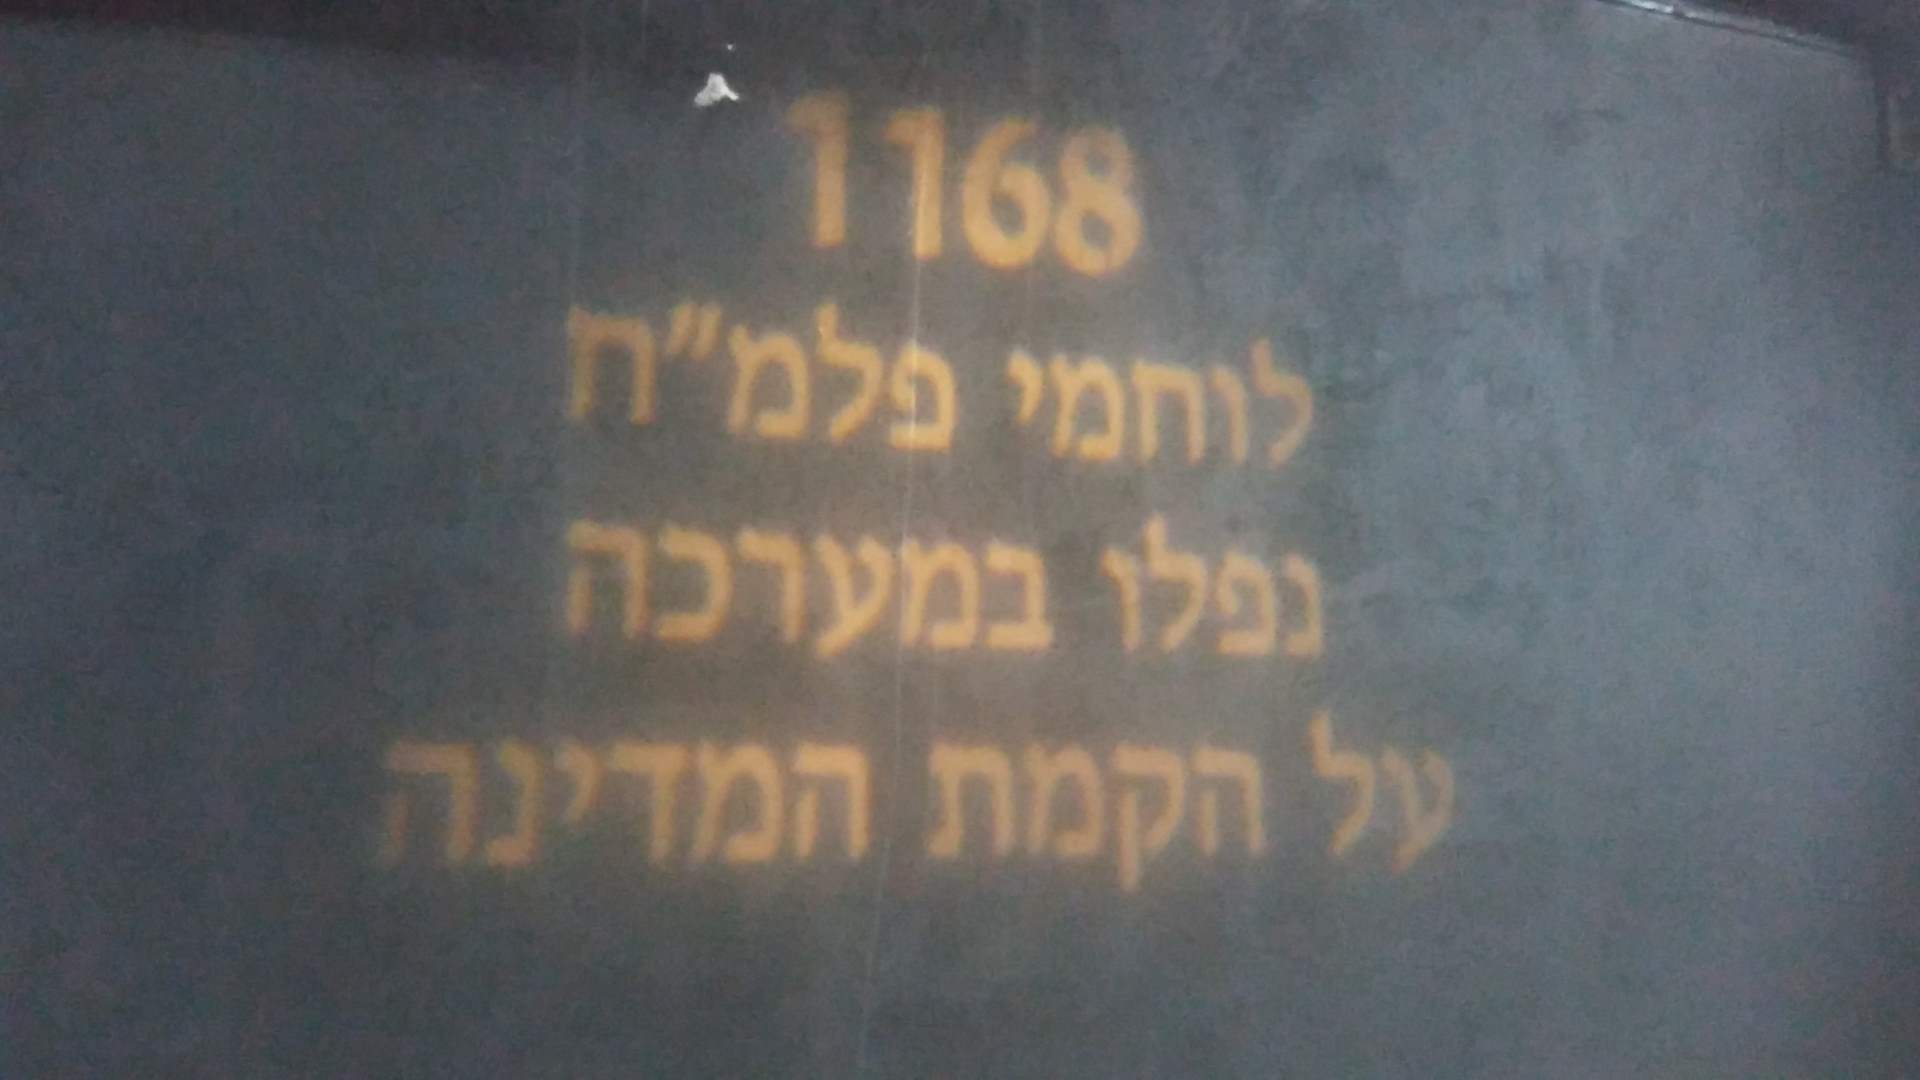 1168
לוחמי פלמ"ח
נפלו במערכה
על הקמת המדינה